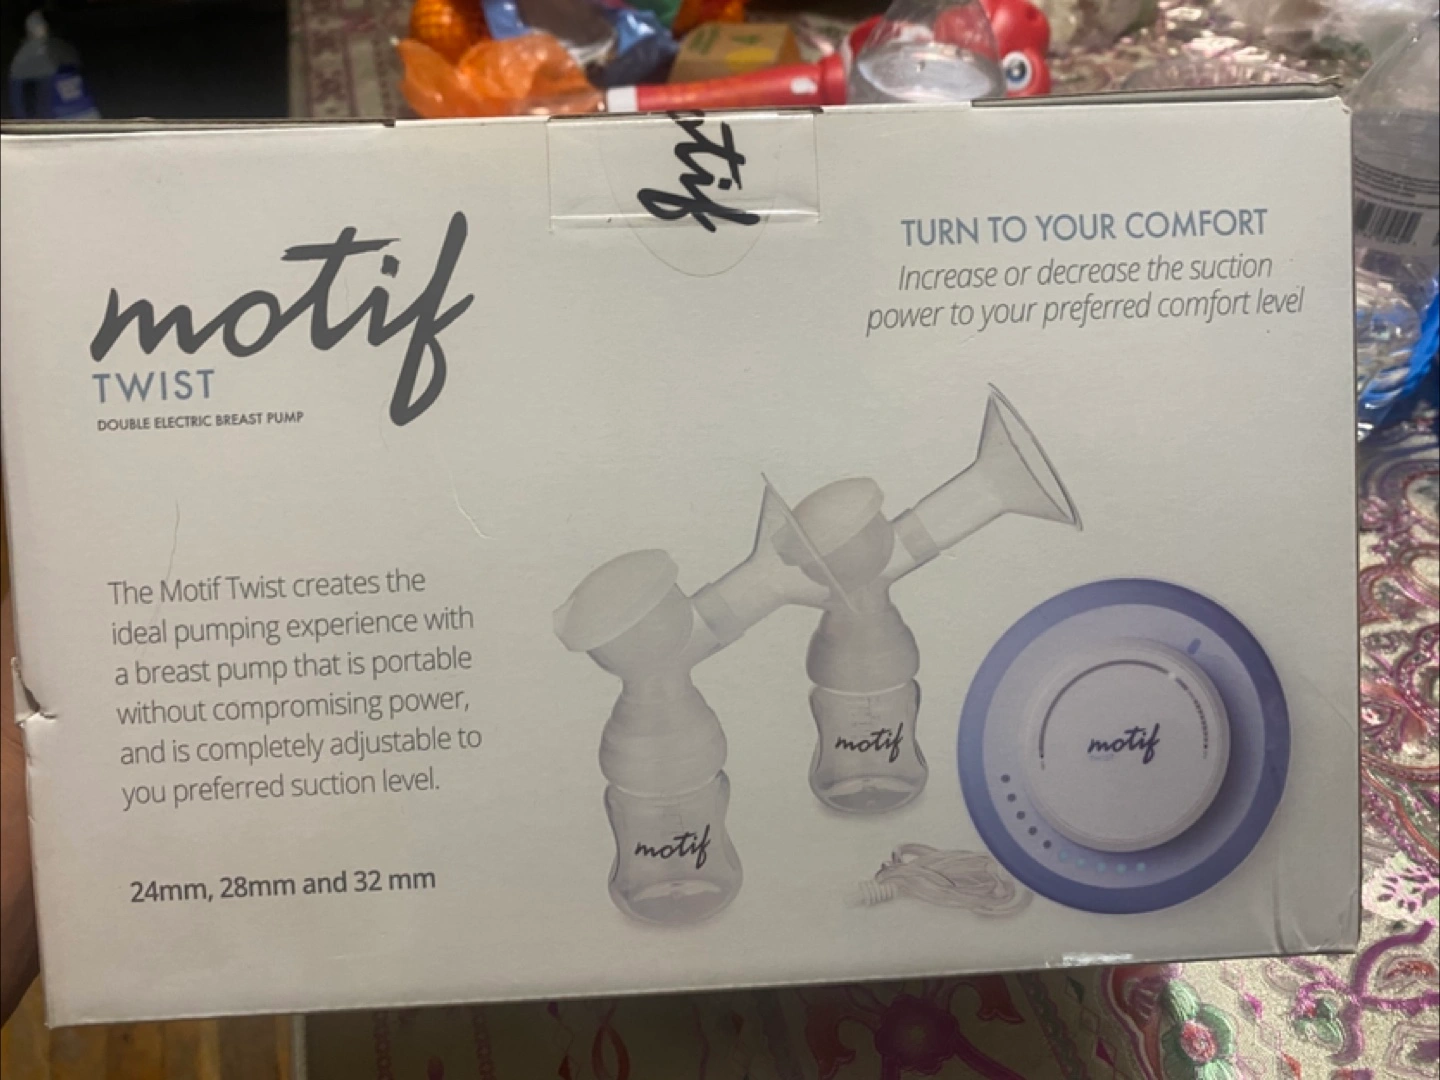 motif
TWIST
DOUBLE ELECTRIC BREAST PUMP
TURN TO YOUR COMFORT
Increase or decrease the suction
power to your preferred comfort level
The Motif Twist creates the
ideal pumping experience with
a breast pump that is portable
without compromising power,
and is completely adjustable to
you preferred suction level.
24mm, 28mm and 32 mm
motif
motif
motif